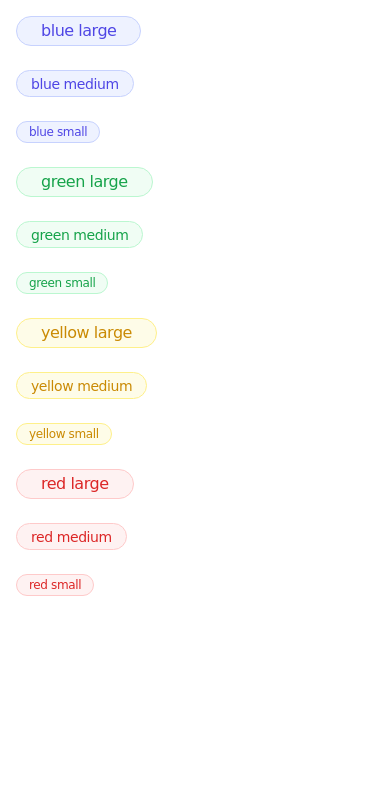 blue large
blue medium
blue small
green large
green medium
green small
yellow large
yellow medium
yellow small
red large
red medium
red small